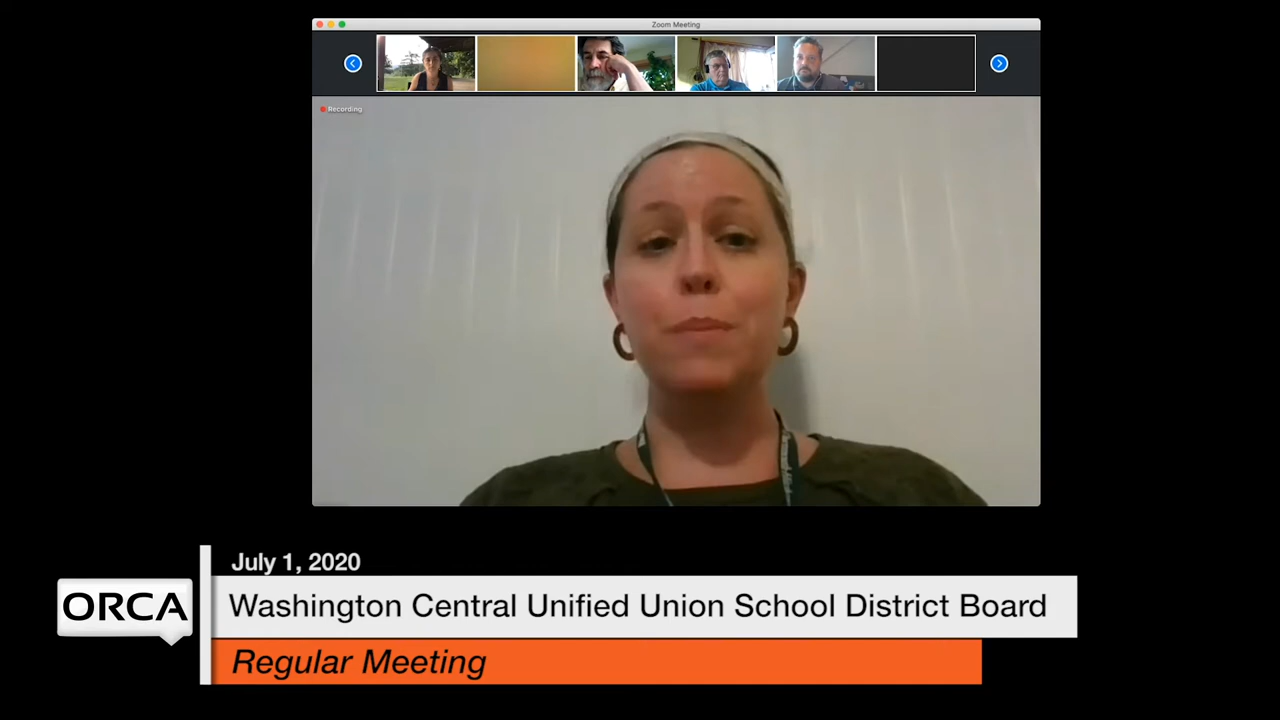 Zoom Meeting
Recording
July 1, 2020
ORCA
Washington Central Unified Union School District Board
Regular Meeting